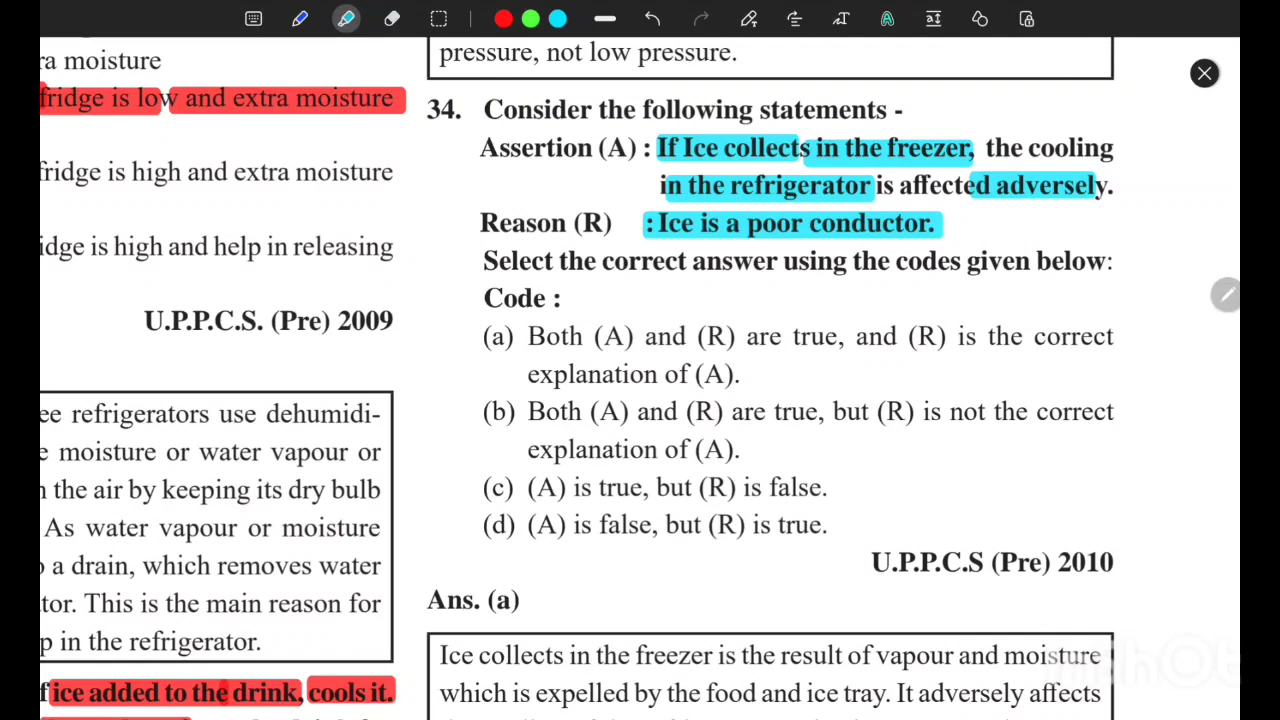 ra moisture
fridge is low and extra moisture
fridge is high and extra moisture
idge is high and help in releasing
U.P.P.C.S. (Pre) 2009
ee refrigerators use dehumidi-
e moisture or water vapour or
n the air by keeping its dry bulb
As water vapour or moisture
o a drain, which removes water
tor. This is the main reason for
p in the refrigerator.
f ice added to the drink, cools it.
pressure, not low pressure.
34. Consider the following statements -
Assertion (A) : If Ice collects in the freezer, the cooling
in the refrigerator is affected adversely.
Reason (R) : Ice is a poor conductor.
Select the correct answer using the codes given below:
Code :
(a) Both (A) and (R) are true, and (R) is the correct
explanation of (A).
(b) Both (A) and (R) are true, but (R) is not the correct
explanation of (A).
(c) (A) is true, but (R) is false.
(d) (A) is false, but (R) is true.
U.P.P.C.S (Pre) 2010
Ans. (a)
Ice collects in the freezer is the result of vapour and moisture
which is expelled by the food and ice tray. It adversely affects